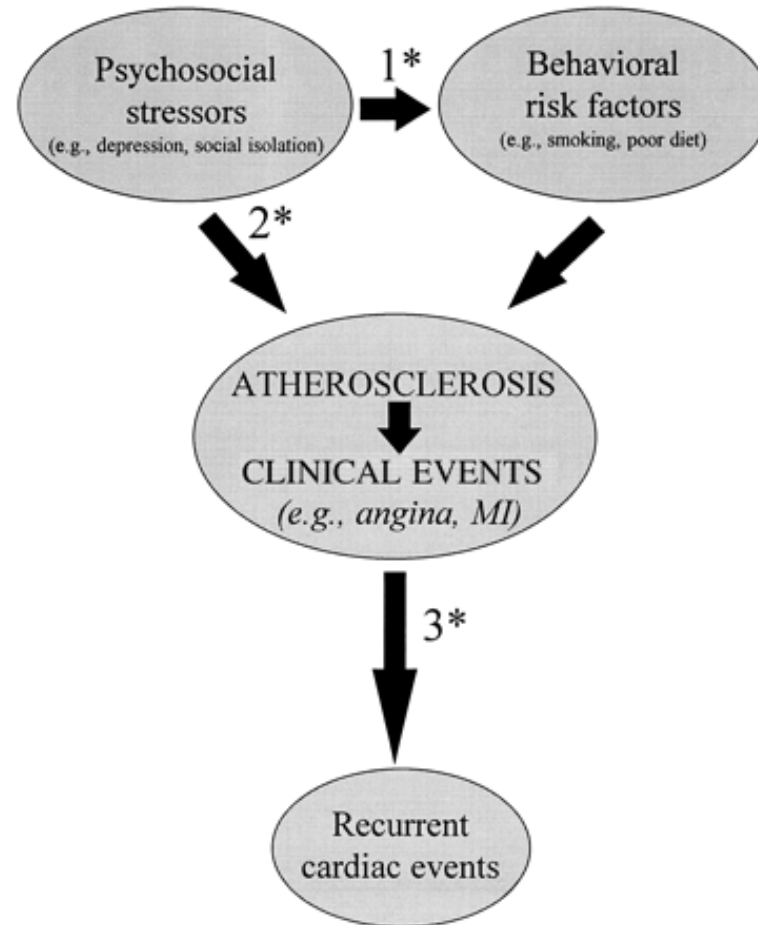 Psychosocial
stressors
(e.g., depression, social isolation)
1*
Behavioral
risk factors
(e.g., smoking, poor diet)
2*
ATHEROSCLEROSIS
CLINICAL EVENTS
(e.g., angina, MI)
3*
Recurrent
cardiac events